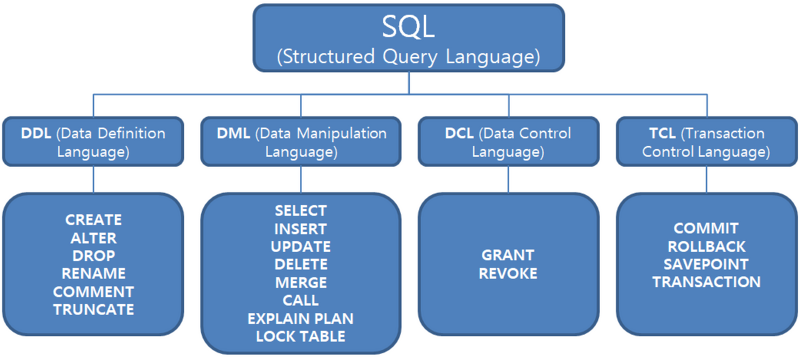 SQL
(Structured Query Language)
DDL (Data Definition
Language)
DML (Data Manipulation
Language)
DCL (Data Control
Language)
TCL (Transaction
Control Language)
CREATE
ALTER
DROP
RENAME
COMMENT
TRUNCATE
SELECT
INSERT
UPDATE
DELETE
MERGE
CALL
EXPLAIN PLAN
LOCK TABLE
GRANT
REVOKE
COMMIT
ROLLBACK
SAVEPOINT
TRANSACTION